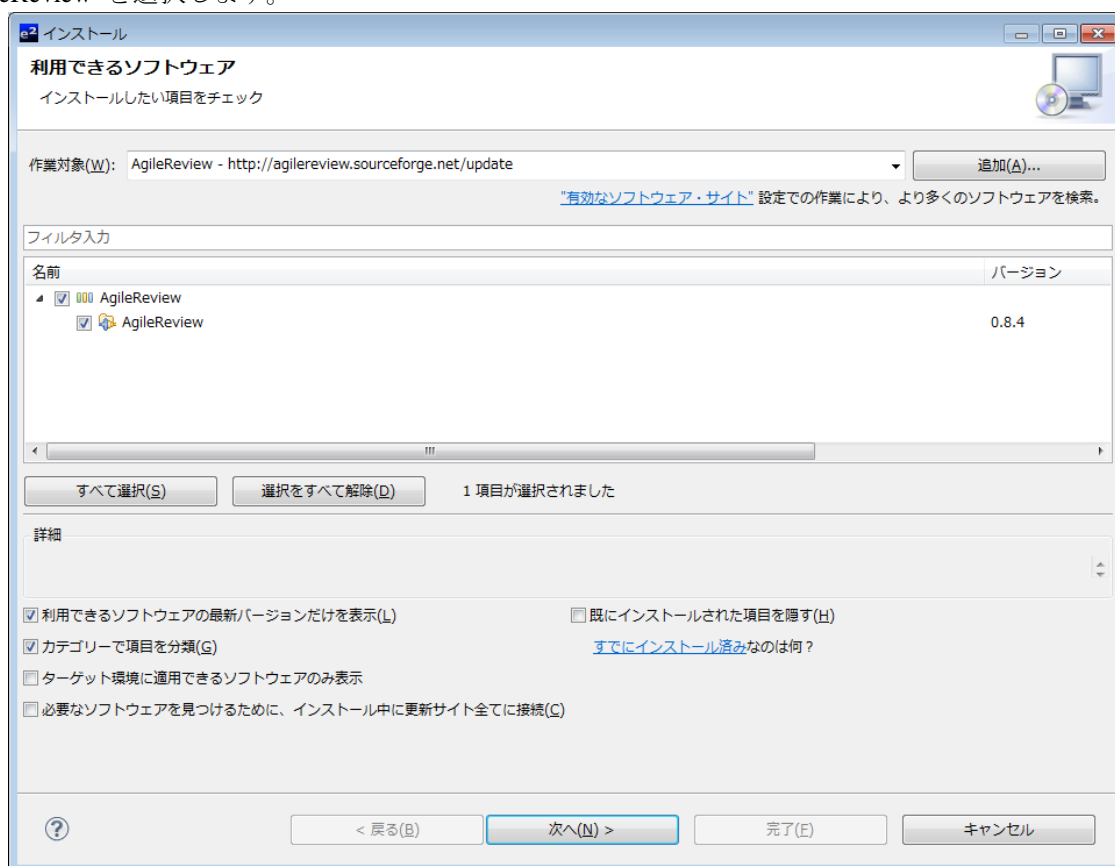 eReview"を選択します。
e² インストール
利用できるソフトウェア
インストールしたい項目をチェック
作業対象(W): AgileReview - http://agilereview.sourceforge.net/update 追加(A)...
"有効なソフトウェア・サイト" 設定での作業により、より多くのソフトウェアを検索。
フィルタ入力
名前 バージョン
AgileReview
AgileReview 0.8.4
すべて選択(S) 選択をすべて解除(D) 1 項目が選択されました
詳細
利用できるソフトウェアの最新バージョンだけを表示(L) 既にインストールされた項目を隠す(H)
カテゴリーで項目を分類(G) すでにインストール済みなのは何？
ターゲット環境に適用できるソフトウェアのみ表示
必要なソフトウェアを見つけるために、インストール中に更新サイト全てに接続(C)
< 戻る(B) 次へ(N) > 完了(F) キャンセル